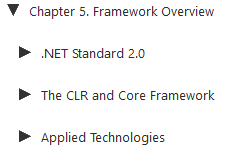 Chapter 5. Framework Overview
.NET Standard 2.0
The CLR and Core Framework
Applied Technologies